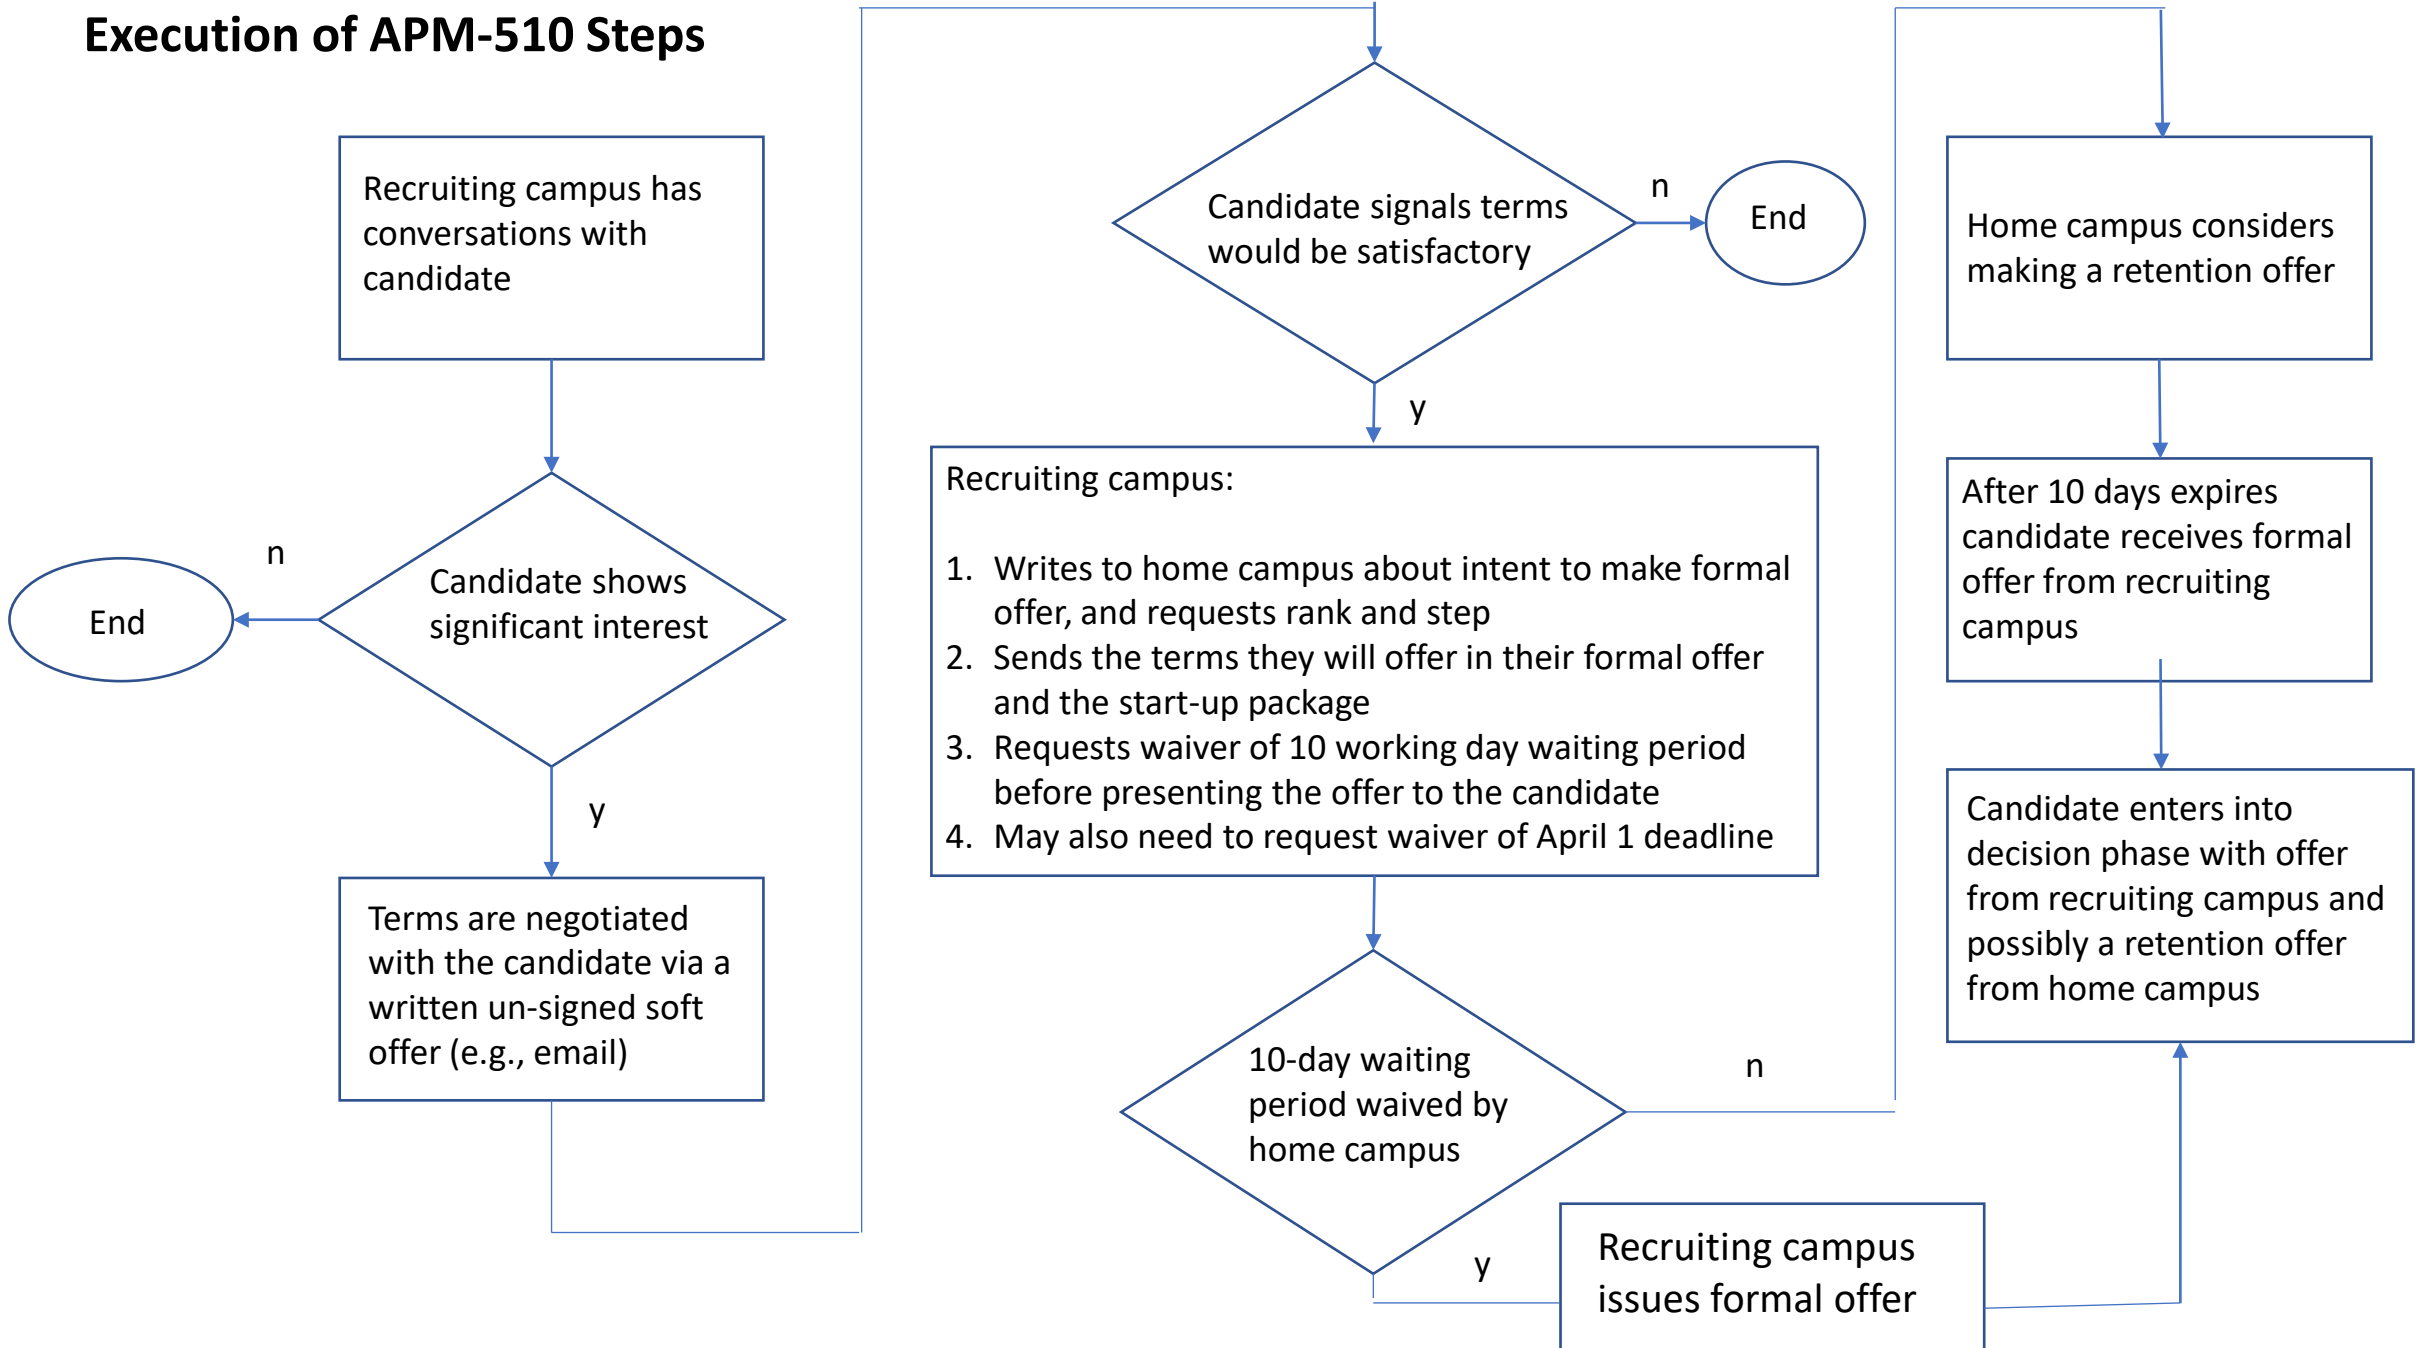 Execution of APM-510 Steps
Recruiting campus has
conversations with
candidate
n
End
Candidate shows
significant interest
y
Terms are negotiated
with the candidate via a
written un-signed soft
offer (e.g., email)
Candidate signals terms
would be satisfactory
n
End
y
Recruiting campus:
1. Writes to home campus about intent to make formal
offer, and requests rank and step
2. Sends the terms they will offer in their formal offer
and the start-up package
3. Requests waiver of 10 working day waiting period
before presenting the offer to the candidate
4. May also need to request waiver of April 1 deadline
10-day waiting
period waived by
home campus
n
y
Recruiting campus
issues formal offer
Home campus considers
making a retention offer
After 10 days expires
candidate receives formal
offer from recruiting
campus
Candidate enters into
decision phase with offer
from recruiting campus and
possibly a retention offer
from home campus